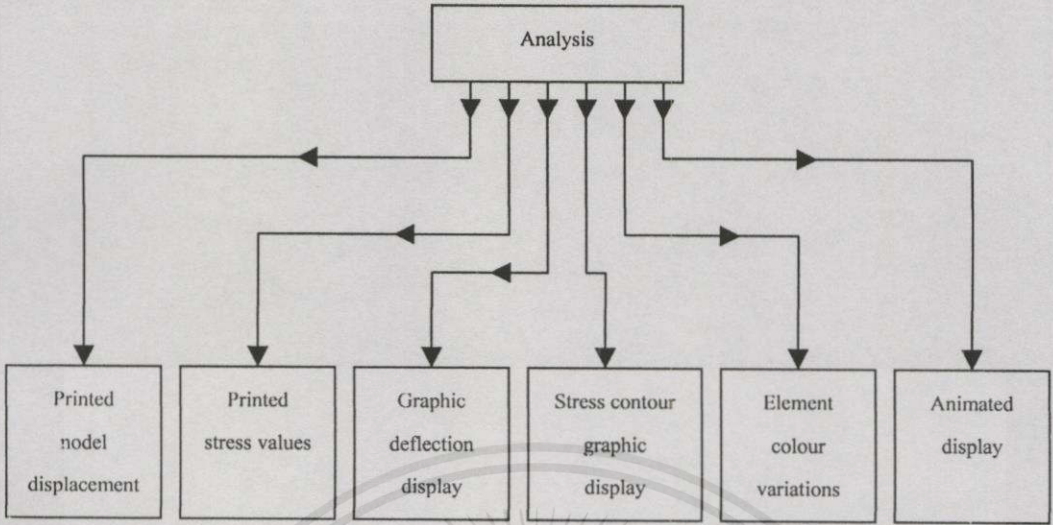 Analysis
Printed
nodel
displacement
Printed
stress values
Graphic
deflection
display
Stress contour
graphic
display
Element
colour
variations
Animated
display